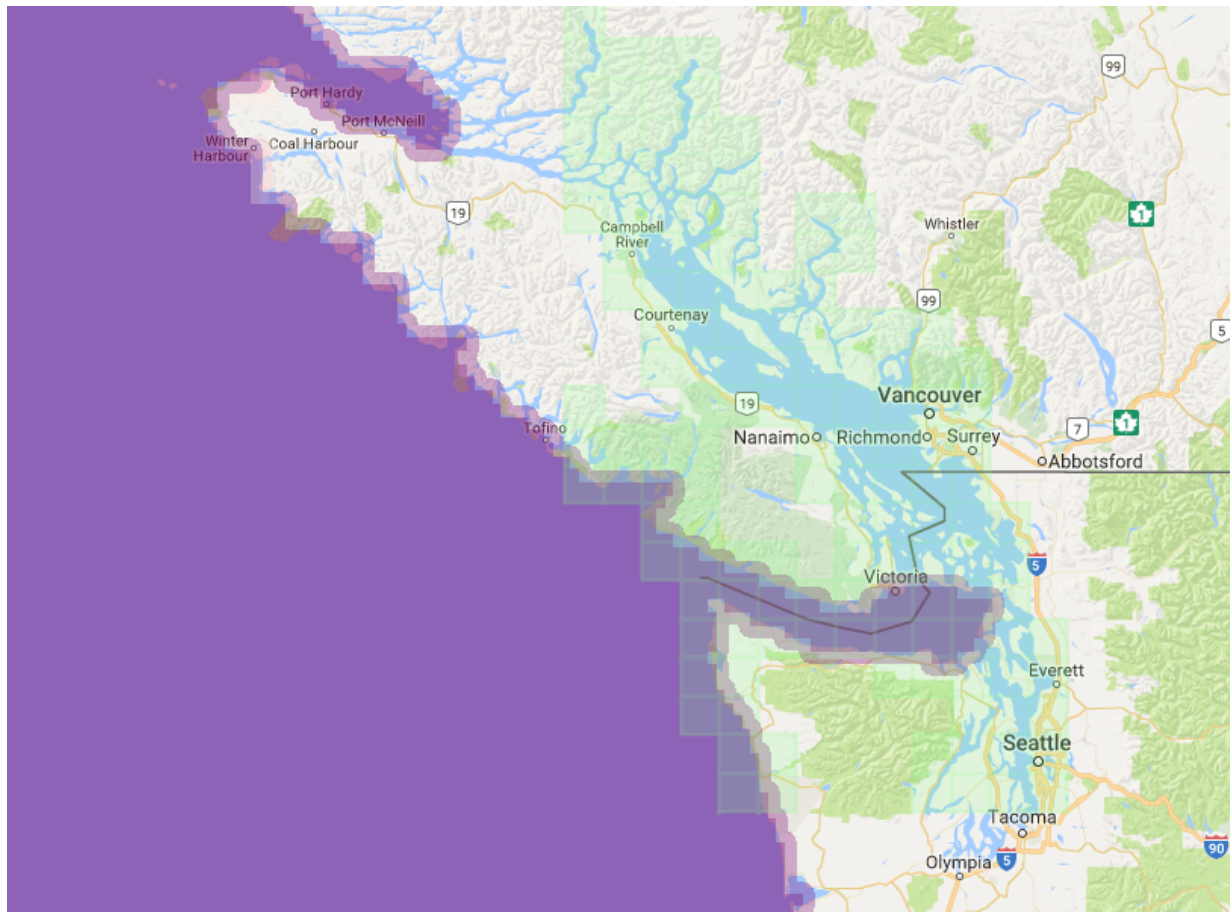 99
Port Hardy
Port McNeill
Coal Harbour
Winter
Harbour
19
1
Whistler
Campbell
River
99
Courtenay
5
Vancouver
19
1
7
Tofino
Nanaimo
Richmond
Surrey
Abbotsford
5
Victoria
Everett
Seattle
Tacoma
90
5
Olympia